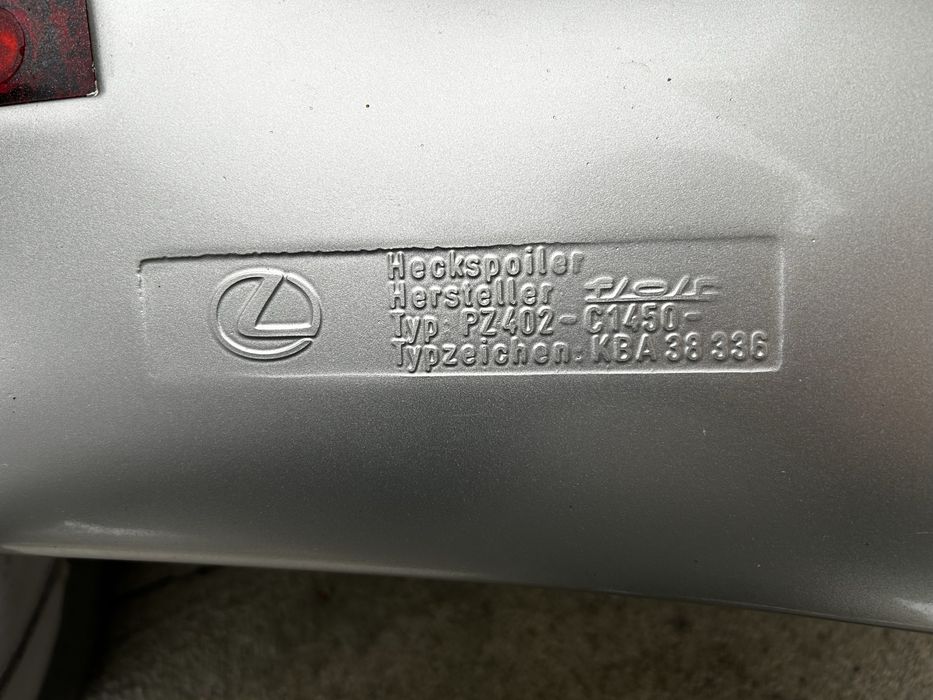 Heckspoiler
Hersteller
Typ: PZ402-C1450-
Typzeichen: KBA 38 336